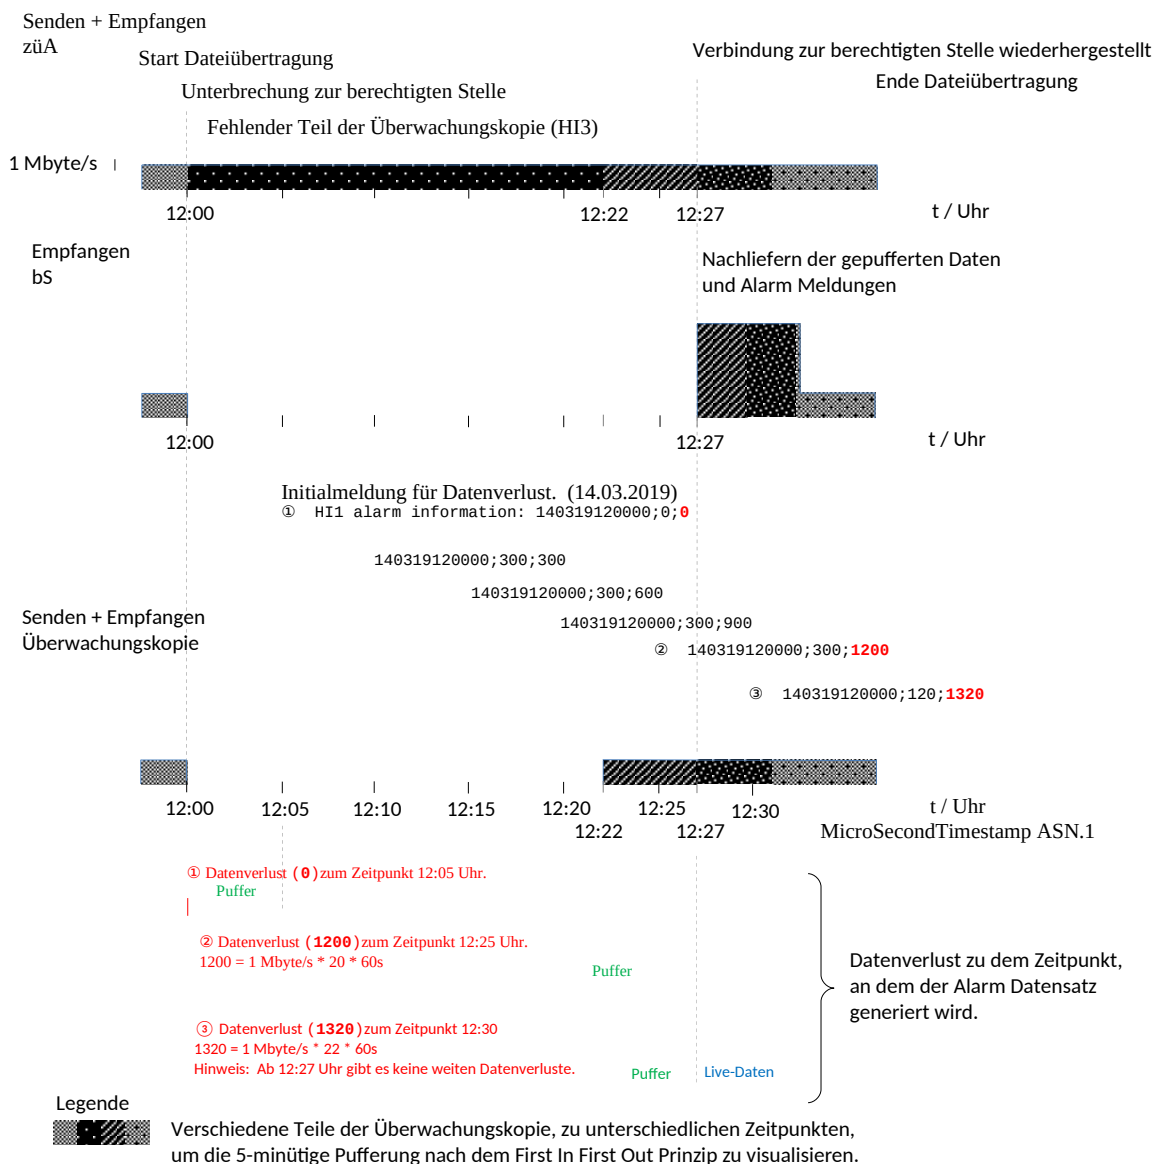 Senden + Empfangen
züA
Start Dateiübertragung
Verbindung zur berechtigten Stelle wiederhergestellt
Unterbrechung zur berechtigten Stelle
Ende Dateiübertragung
Fehlender Teil der Überwachungskopie (HI3)
1 Mbyte/s
12:00 12:22 12:27 t / Uhr
Empfangen
bS
Nachliefern der gepufferten Daten
und Alarm Meldungen
12:00 12:27 t / Uhr
Initialmeldung für Datenverlust. (14.03.2019)
① HI1 alarm information: 140319120000;0;0
140319120000;300;300
140319120000;300;600
Senden + Empfangen
Überwachungskopie
140319120000;300;900
② 140319120000;300;1200
③ 140319120000;120;1320
12:00 12:05 12:10 12:15 12:20 12:25 12:30 t / Uhr
12:22 12:27 MicroSecondTimestamp ASN.1
① Datenverlust (0)zum Zeitpunkt 12:05 Uhr.
Puffer
② Datenverlust (1200)zum Zeitpunkt 12:25 Uhr.
1200 = 1 Mbyte/s * 20 * 60s
Puffer
Datenverlust zu dem Zeitpunkt,
an dem der Alarm Datensatz
generiert wird.
③ Datenverlust (1320)zum Zeitpunkt 12:30
1320 = 1 Mbyte/s * 22 * 60s
Hinweis: Ab 12:27 Uhr gibt es keine weiten Datenverluste.
Puffer Live-Daten
Legende
Verschiedene Teile der Überwachungskopie, zu unterschiedlichen Zeitpunkten,
um die 5-minütige Pufferung nach dem First In First Out Prinzip zu visualisieren.